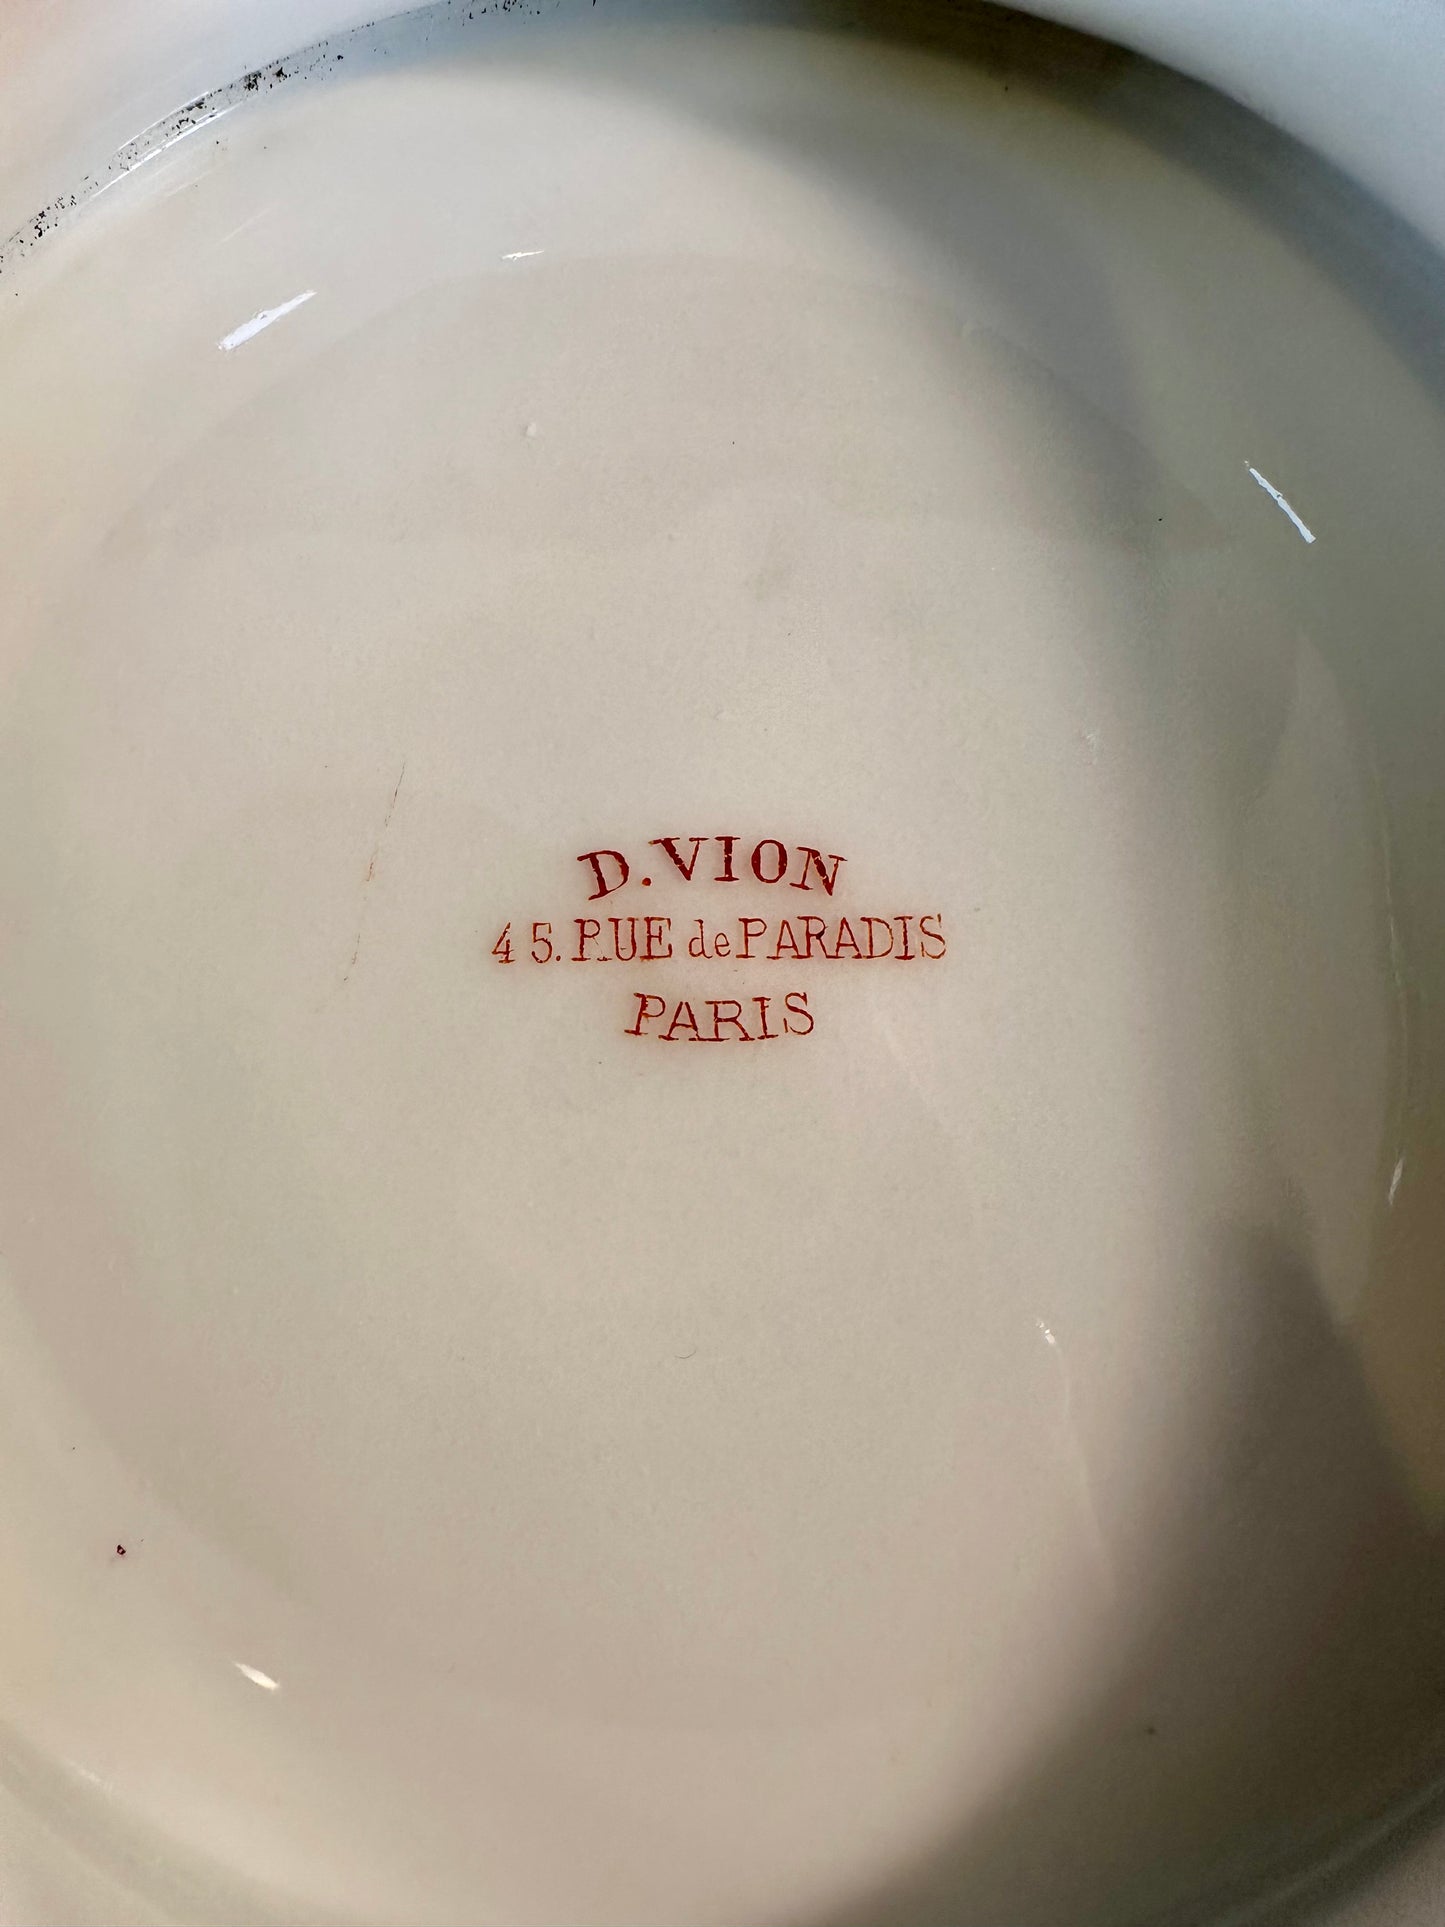 D. VION
45. RUE de PARADIS
PARIS